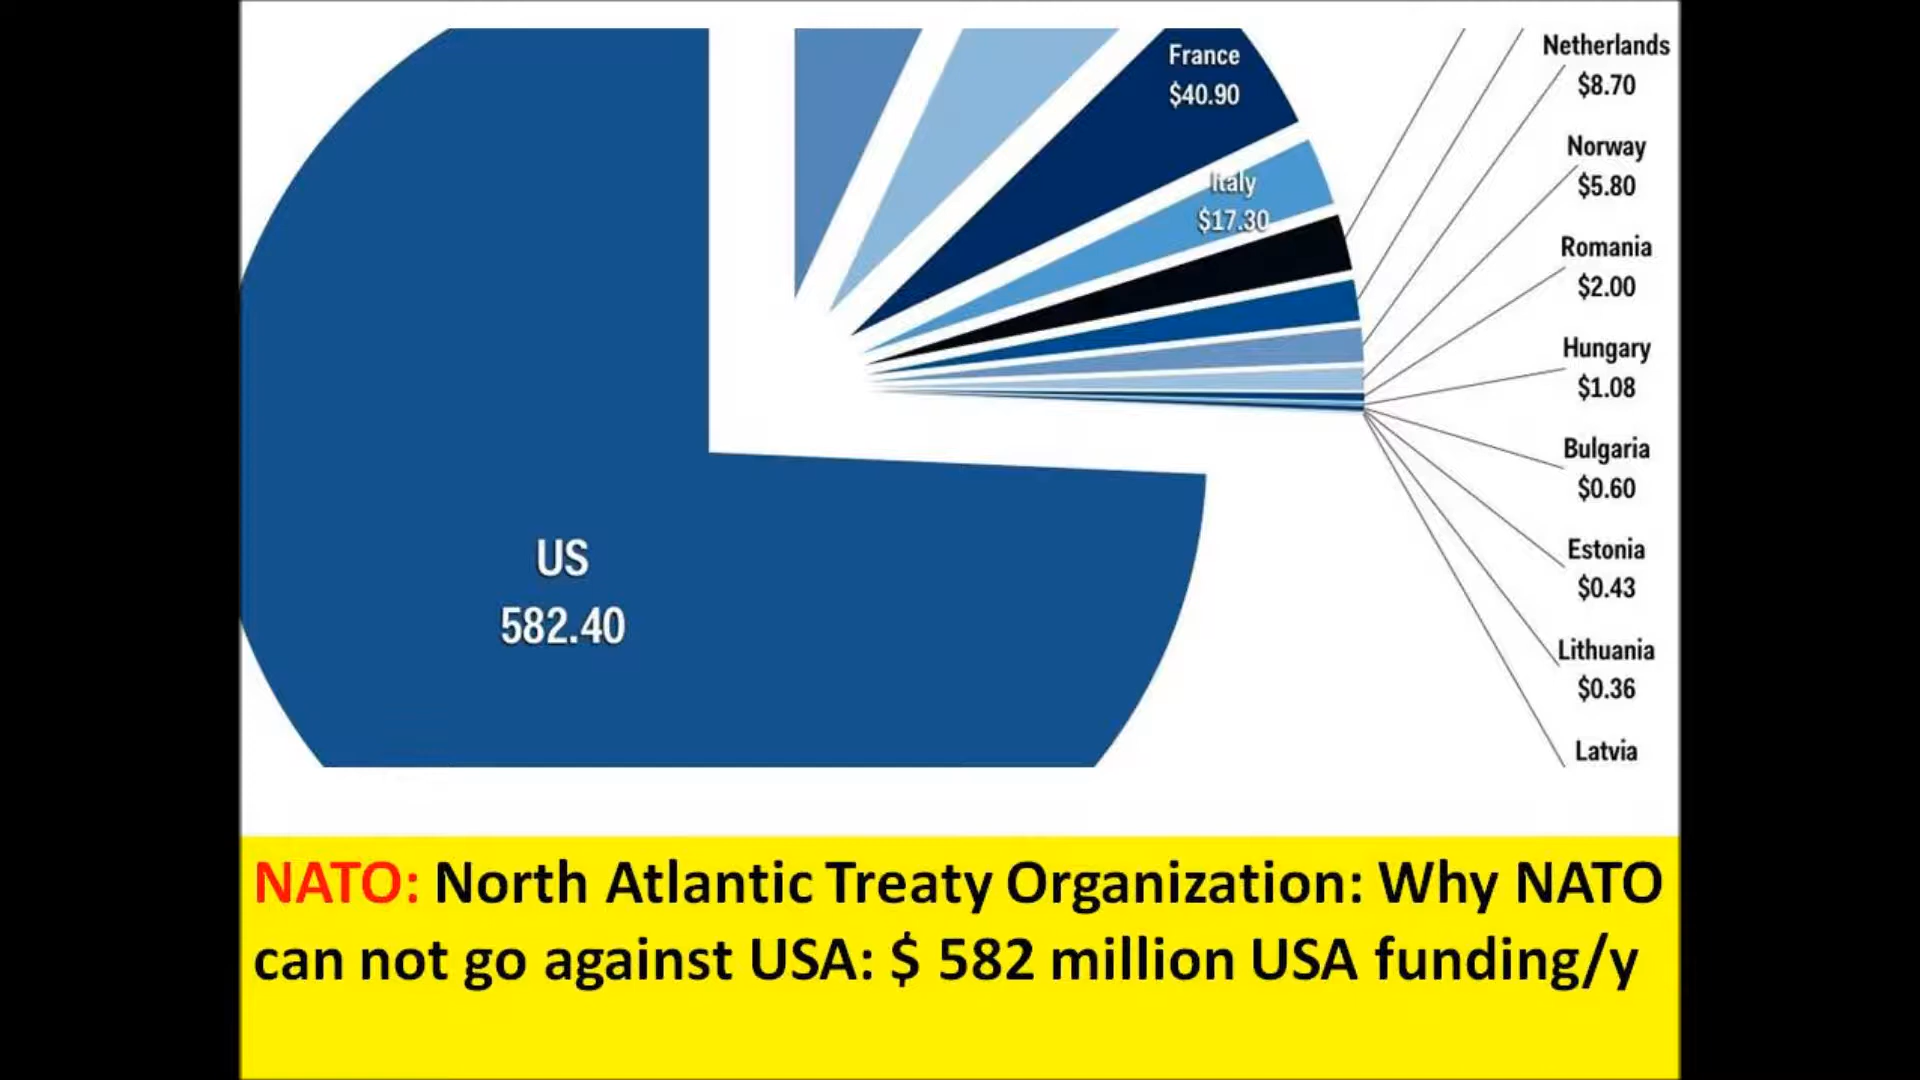 France
$40.90
Italy
$17.30
Netherlands
$8.70
Norway
$5.80
Romania
$2.00
Hungary
$1.08
Bulgaria
$0.60
Estonia
$0.43
Lithuania
$0.36
Latvia
US
582.40
NATO: North Atlantic Treaty Organization: Why NATO
can not go against USA: $ 582 million USA funding/y